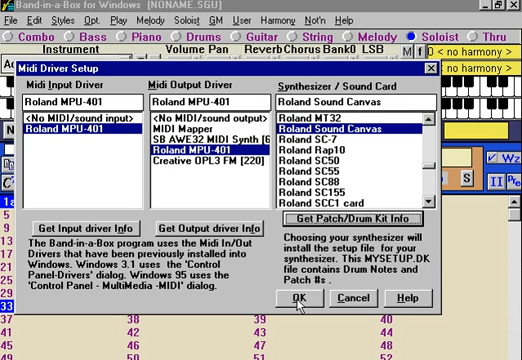 Band-in-a-Box for Windows [NONAME.SGU]
File Edit Styles Opt. Play Melody Soloist GM Harmony Not'n Help
Combo Bass Piano Drums Guitar String Melody Soloist Thru
Instrument Volume Pan Reverb Chorus Bank0 LSB
M f < no harmony >
< no harmony >
Midi Driver Setup
Midi Input Driver Midi Output Driver Synthesizer / Sound Card
Roland MPU-401 Roland MPU-401 Roland Sound Canvas
<No MIDI/sound input> <No MIDI/sound output> Roland MT32
Roland MPU-401 MIDI Mapper Roland Sound Canvas
SB AWE32 MIDI Synth [6 Roland SC-7
Roland MPU-401 Roland Rap10
Creative OPL3 FM [220] Roland SC50
Roland SC55
Roland SC88
Roland SC155
Roland SCC1 card
Get Input driver Info Get Output driver Info Get Patch/Drum Kit Info
The Band-in-a-Box program uses the Midi In/Out
Drivers that have been previously installed into
Windows. Windows 3.1 uses the 'Control
Panel-Drivers' dialog. Windows 95 uses the
'Control Panel - MultiMedia -MIDI' dialog.
Choosing your synthesizer will
install the setup file for your
synthesizer. This MYSETUP.DK
file contains Drum Notes and
Patch #s .
OK Cancel Help
Wz
S
1a
5
9
13
17
21
25
29
33
37 38 39 40
41 42 43 44
45 46 47 48
49 50 51 52